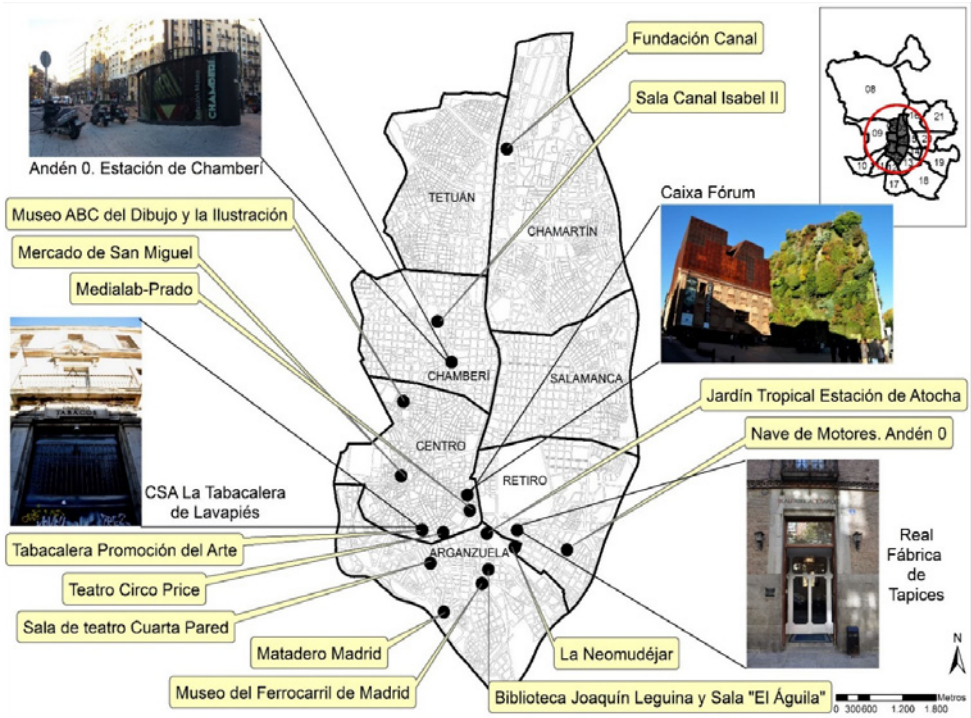 Fundación Canal
Sala Canal Isabel II
CHAMBERÍ
Andén 0. Estación de Chamberí
Museo ABC del Dibujo y la Ilustración
Mercado de San Miguel
Medialab-Prado
Caixa Fórum
TETUÁN
CHAMARTÍN
CHAMBERÍ
SALAMANCA
CENTRO
RETIRO
ARGANZUELA
08
21
09
10
19
18
17
TABACOS
CSA La Tabacalera
de Lavapiés
Jardín Tropical Estación de Atocha
Nave de Motores. Andén 0
Real
Fábrica
de
Tapices
Tabacalera Promoción del Arte
Teatro Circo Price
Sala de teatro Cuarta Pared
Matadero Madrid
Museo del Ferrocarril de Madrid
La Neomudéjar
Biblioteca Joaquín Leguina y Sala "El Águila"
N
Metros
0 300600 1.200 1.800